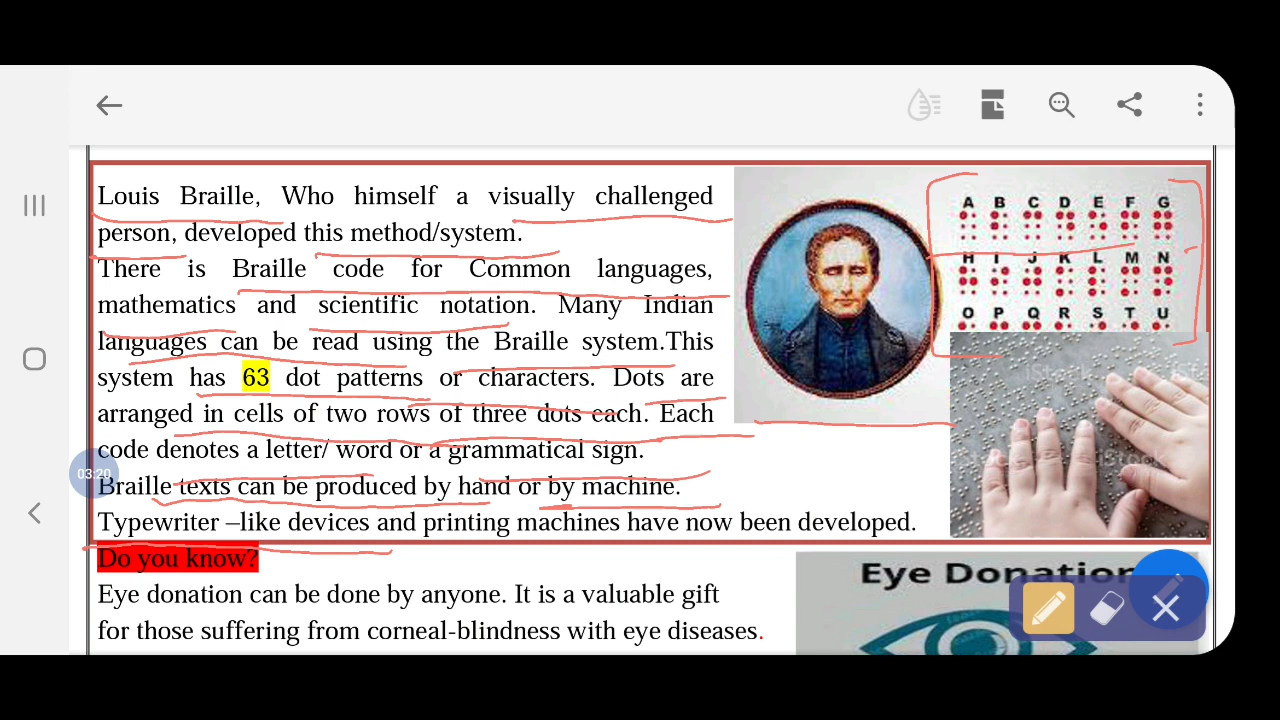 Louis Braille, Who himself a visually challenged
person, developed this method/system.
There is Braille code for Common languages,
mathematics and scientific notation. Many Indian
languages can be read using the Braille system.This
system has 63 dot patterns or characters. Dots are
arranged in cells of two rows of three dots each. Each
code denotes a letter/ word or a grammatical sign.
Braille texts can be produced by hand or by machine.
Typewriter –like devices and printing machines have now been developed.
A B C D E F G
H I J K L M N
O P Q R S T U
iStock
03:20
Do you know?
Eye donation can be done by anyone. It is a valuable gift
for those suffering from corneal-blindness with eye diseases.
Eye Donation